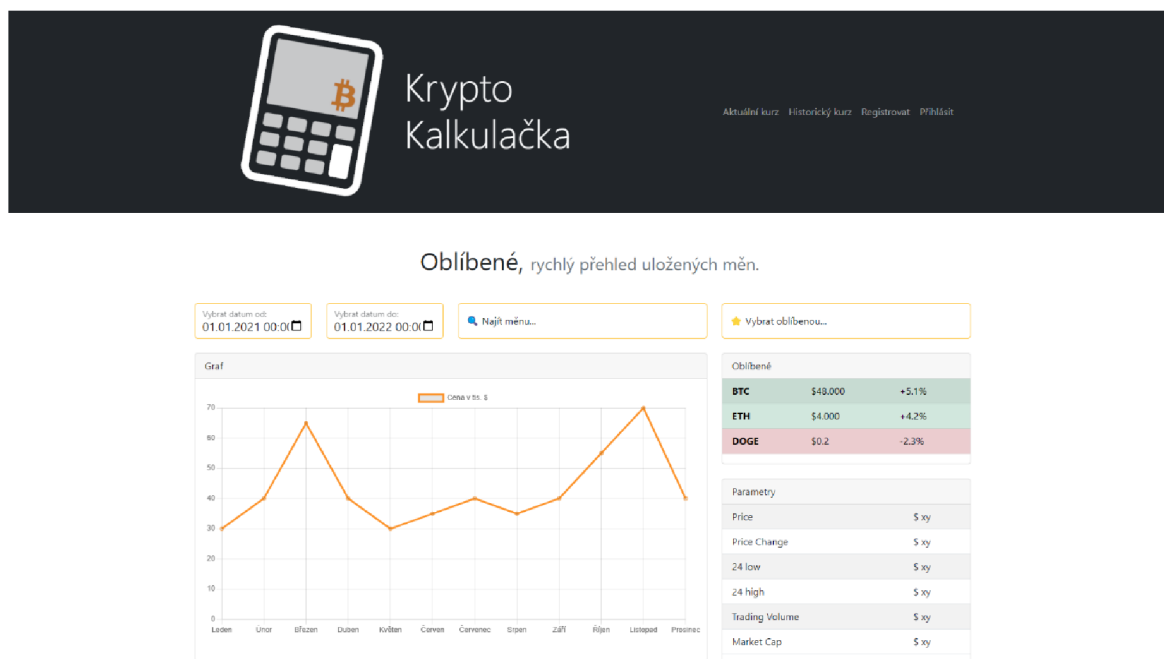 Krypto
Kalkulačka
Aktuální kurz Historický kurz Registrovat Přihlásit
Oblíbené, rychlý přehled uložených měn.
Vybrat datum od:
01.01.2021 00:00
Vybrat datum do:
01.01.2022 00:00
Najít měnu...
Vybrat oblíbenou...
Graf
Cena v tis. $
70
60
50
40
30
20
10
0
Leden Únor Březen Duben Květen Červen Červenec Srpen Září Říjen Listopad Prosinec
Oblíbené
BTC $48.000 +5.1%
ETH $4.000 +4.2%
DOGE $0.2 -2.3%
Parametry
Price $ xy
Price Change $ xy
24 low $ xy
24 high $ xy
Trading Volume $ xy
Market Cap $ xy